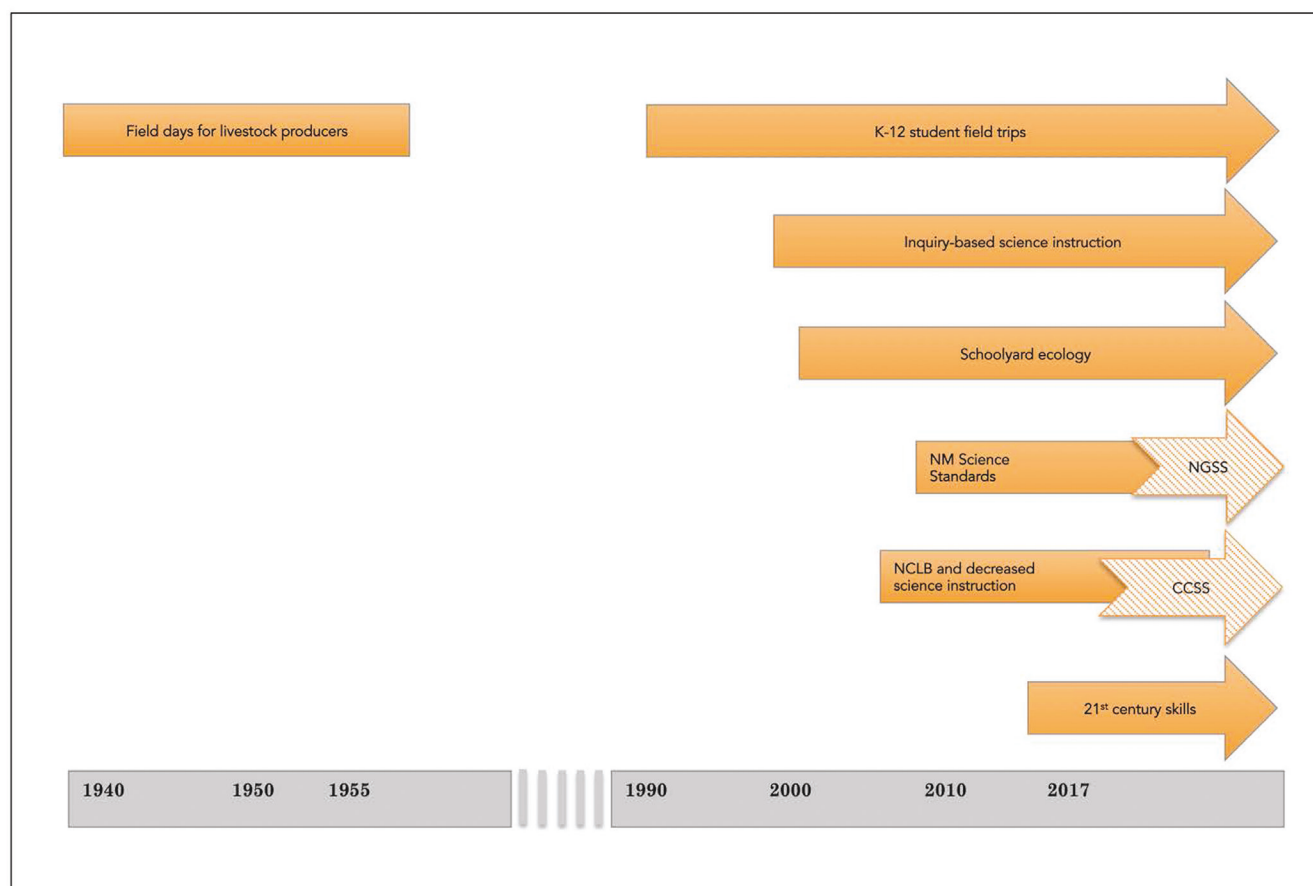 Field days for livestock producers
K-12 student field trips
Inquiry-based science instruction
Schoolyard ecology
NM Science
Standards
NGSS
NCLB and decreased
science instruction
CCSS
21st century skills
1940 1950 1955 1990 2000 2010 2017